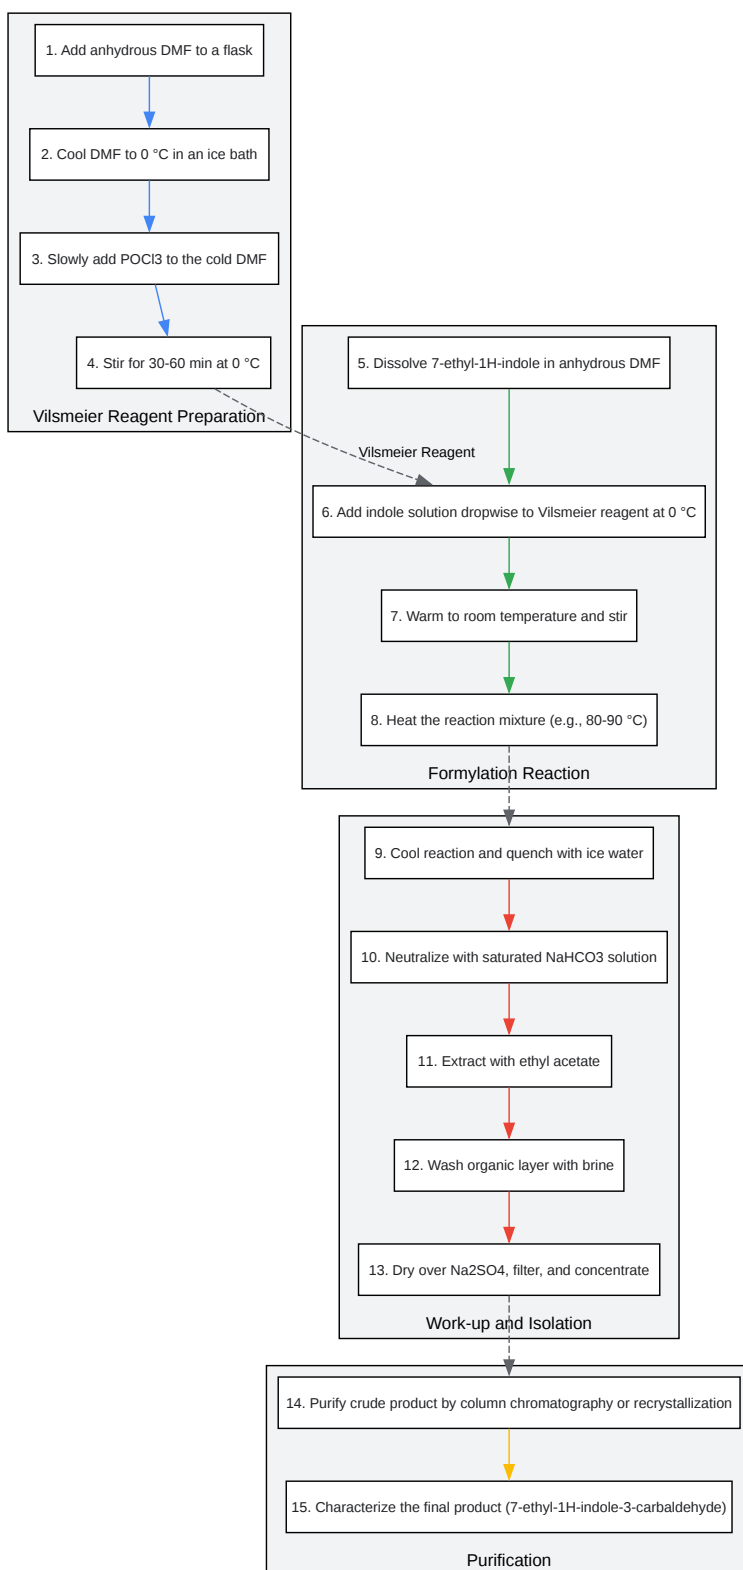 1. Add anhydrous DMF to a flask
2. Cool DMF to 0 °C in an ice bath
3. Slowly add POCl3 to the cold DMF
4. Stir for 30-60 min at 0 °C
Vilsmeier Reagent Preparation
5. Dissolve 7-ethyl-1H-indole in anhydrous DMF
Vilsmeier Reagent
6. Add indole solution dropwise to Vilsmeier reagent at 0 °C
7. Warm to room temperature and stir
8. Heat the reaction mixture (e.g., 80-90 °C)
Formylation Reaction
9. Cool reaction and quench with ice water
10. Neutralize with saturated NaHCO3 solution
11. Extract with ethyl acetate
12. Wash organic layer with brine
13. Dry over Na2SO4, filter, and concentrate
Work-up and Isolation
14. Purify crude product by column chromatography or recrystallization
15. Characterize the final product (7-ethyl-1H-indole-3-carbaldehyde)
Purification